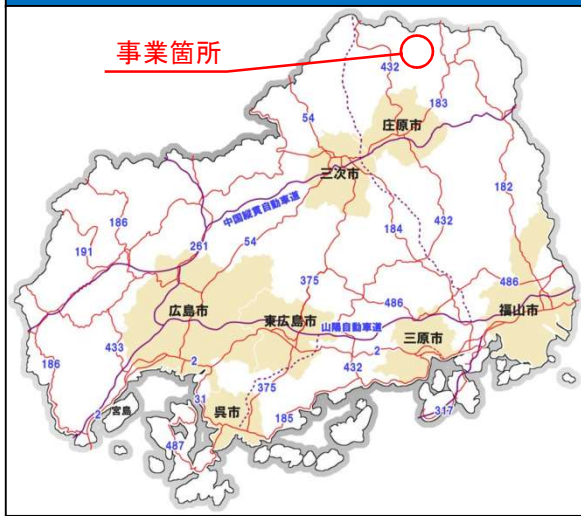 事業箇所
432
183
庄原市
54
三次市
182
中国縦貫自動車道
186
191
261
54
184
432
375
486
486
広島市
東広島市
山陽自動車道
福山市
三原市
433
186
2
2
432
375
31
呉市
185
317
2
宮島
487